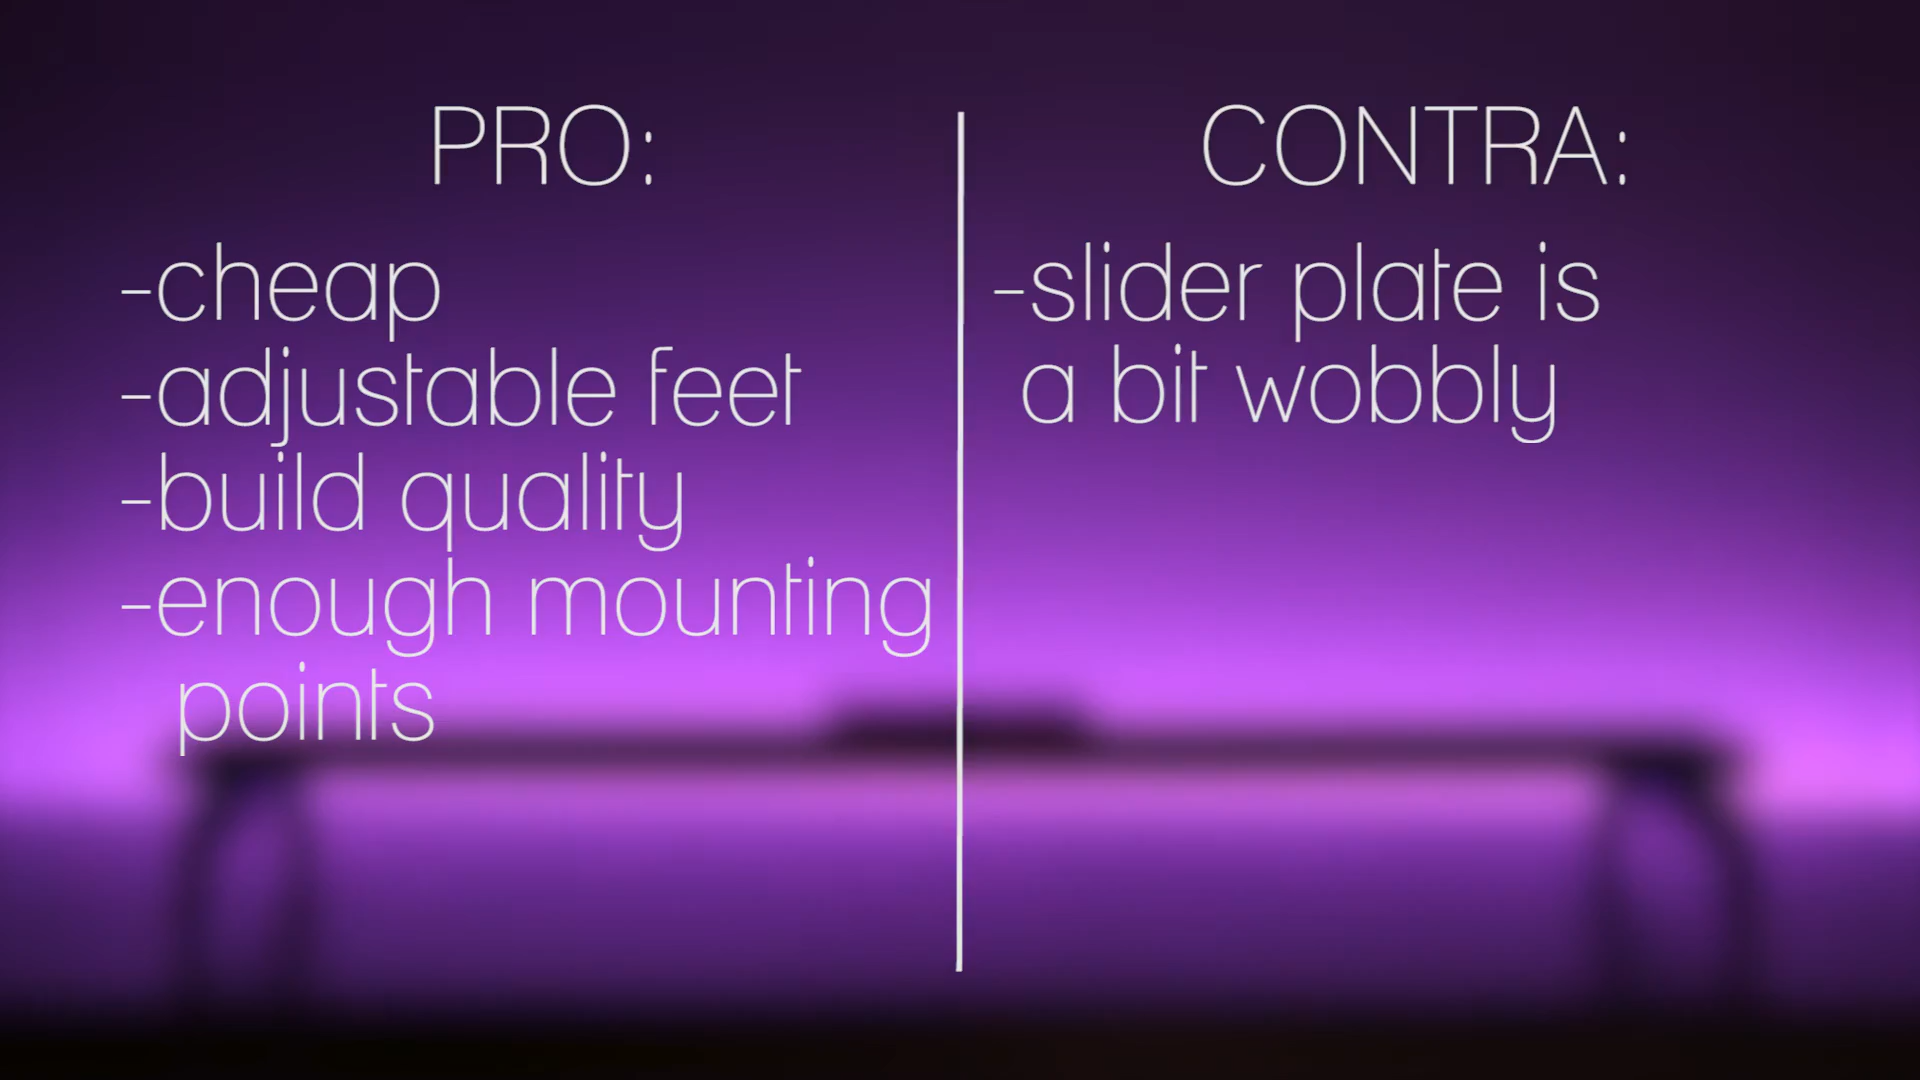 PRO:
-cheap
-adjustable feet
-build quality
-enough mounting
points
CONTRA:
-slider plate is
a bit wobbly